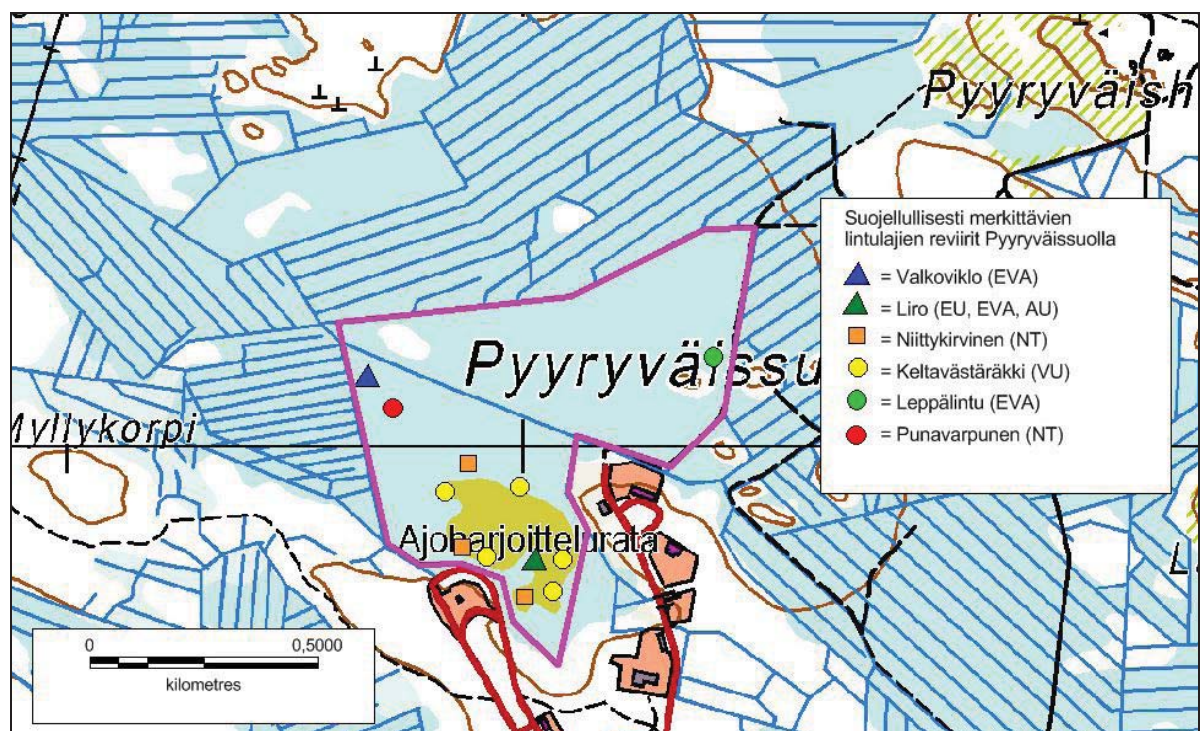 Pyyryväish
Suojellullisesti merkittävien
lintulajien reviirit Pyyryväissuolla
= Valkoviklo (EVA)
= Liro (EU, EVA, AU)
= Niittykirvinen (NT)
= Keltavästäräkki (VU)
= Leppälintu (EVA)
= Punavarpunen (NT)
Pyyryväissu
Myllykorpi
Ajoharjoittelurata
L
0 0,5000
kilometres